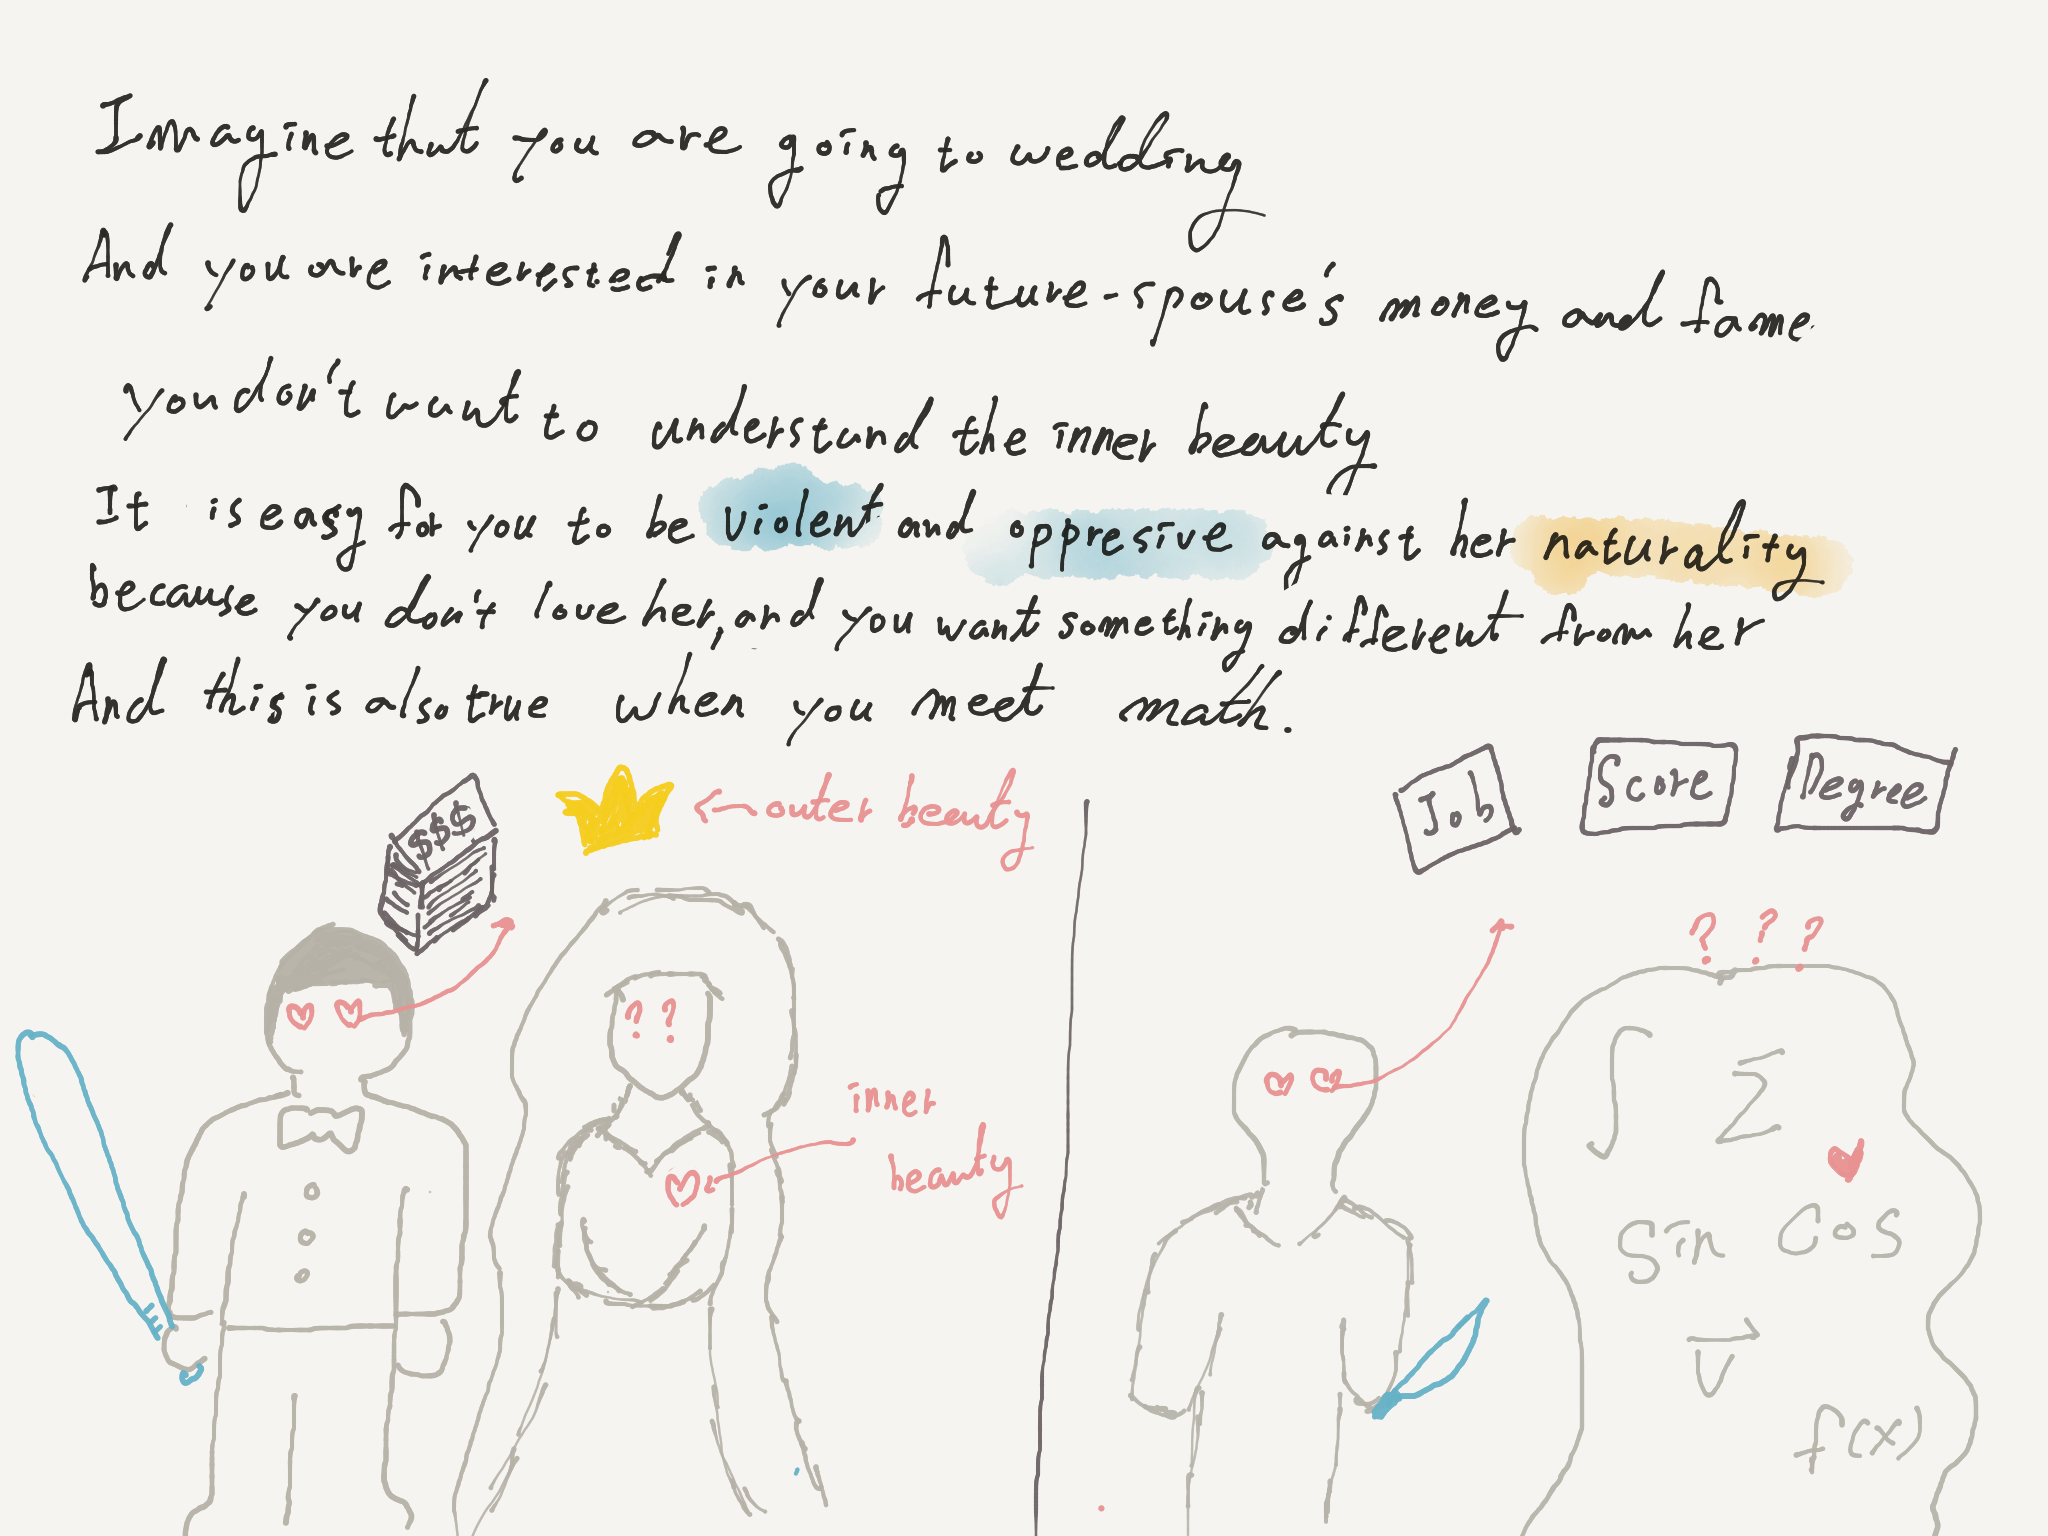 Imagine that you are going to wedding
And you are interested in your future-spouse's money and fame
you don't want to understand the inner beauty
It is easy for you to be violent and oppresive against her naturality
because you don't love her, and you want something different from her
And this is also true when you meet math.
$$$
← outer beauty
Job
Score
Degree
? ? ?
? ?
inner
beauty
∫ Σ
Sin Cos
V
f(x)